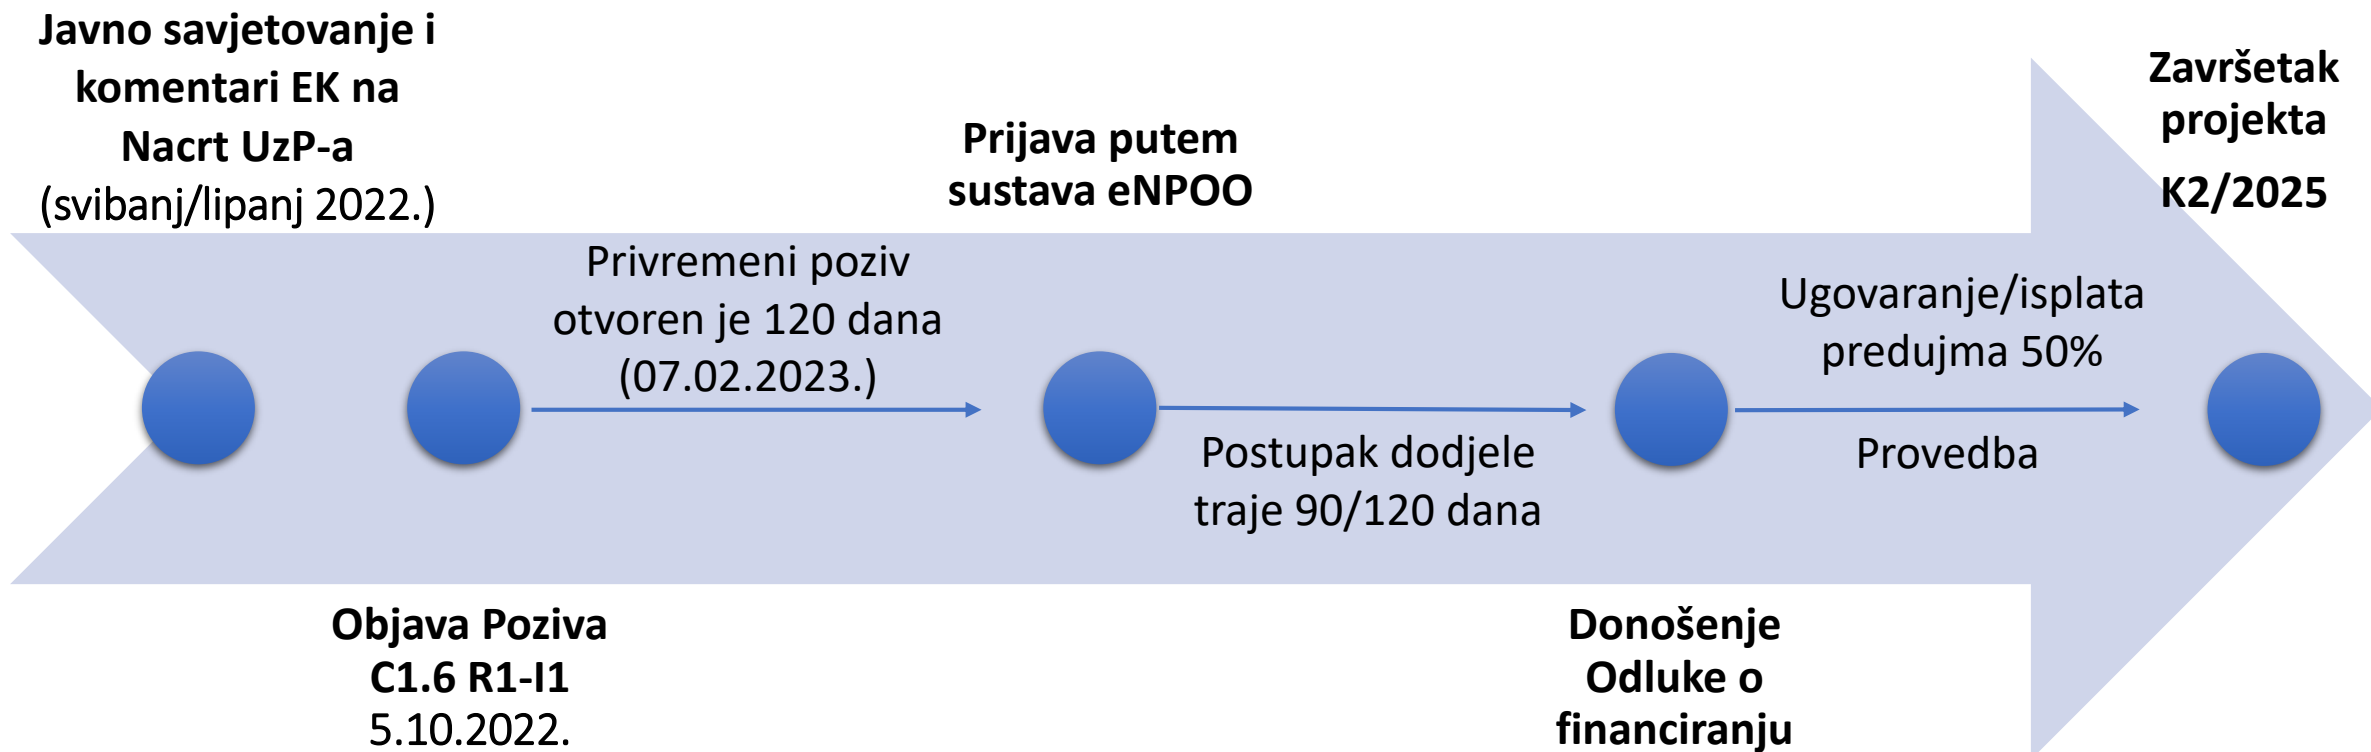 Javno savjetovanje i
komentari EK na
Nacrt UzP-a
(svibanj/lipanj 2022.)
Objava Poziva
C1.6 R1-I1
5.10.2022.
Privremeni poziv
otvoren je 120 dana
(07.02.2023.)
Prijava putem
sustava eNPOO
Postupak dodjele
traje 90/120 dana
Donošenje
Odluke o
financiranju
Ugovaranje/isplata
predujma 50%
Provedba
Završetak
projekta
K2/2025